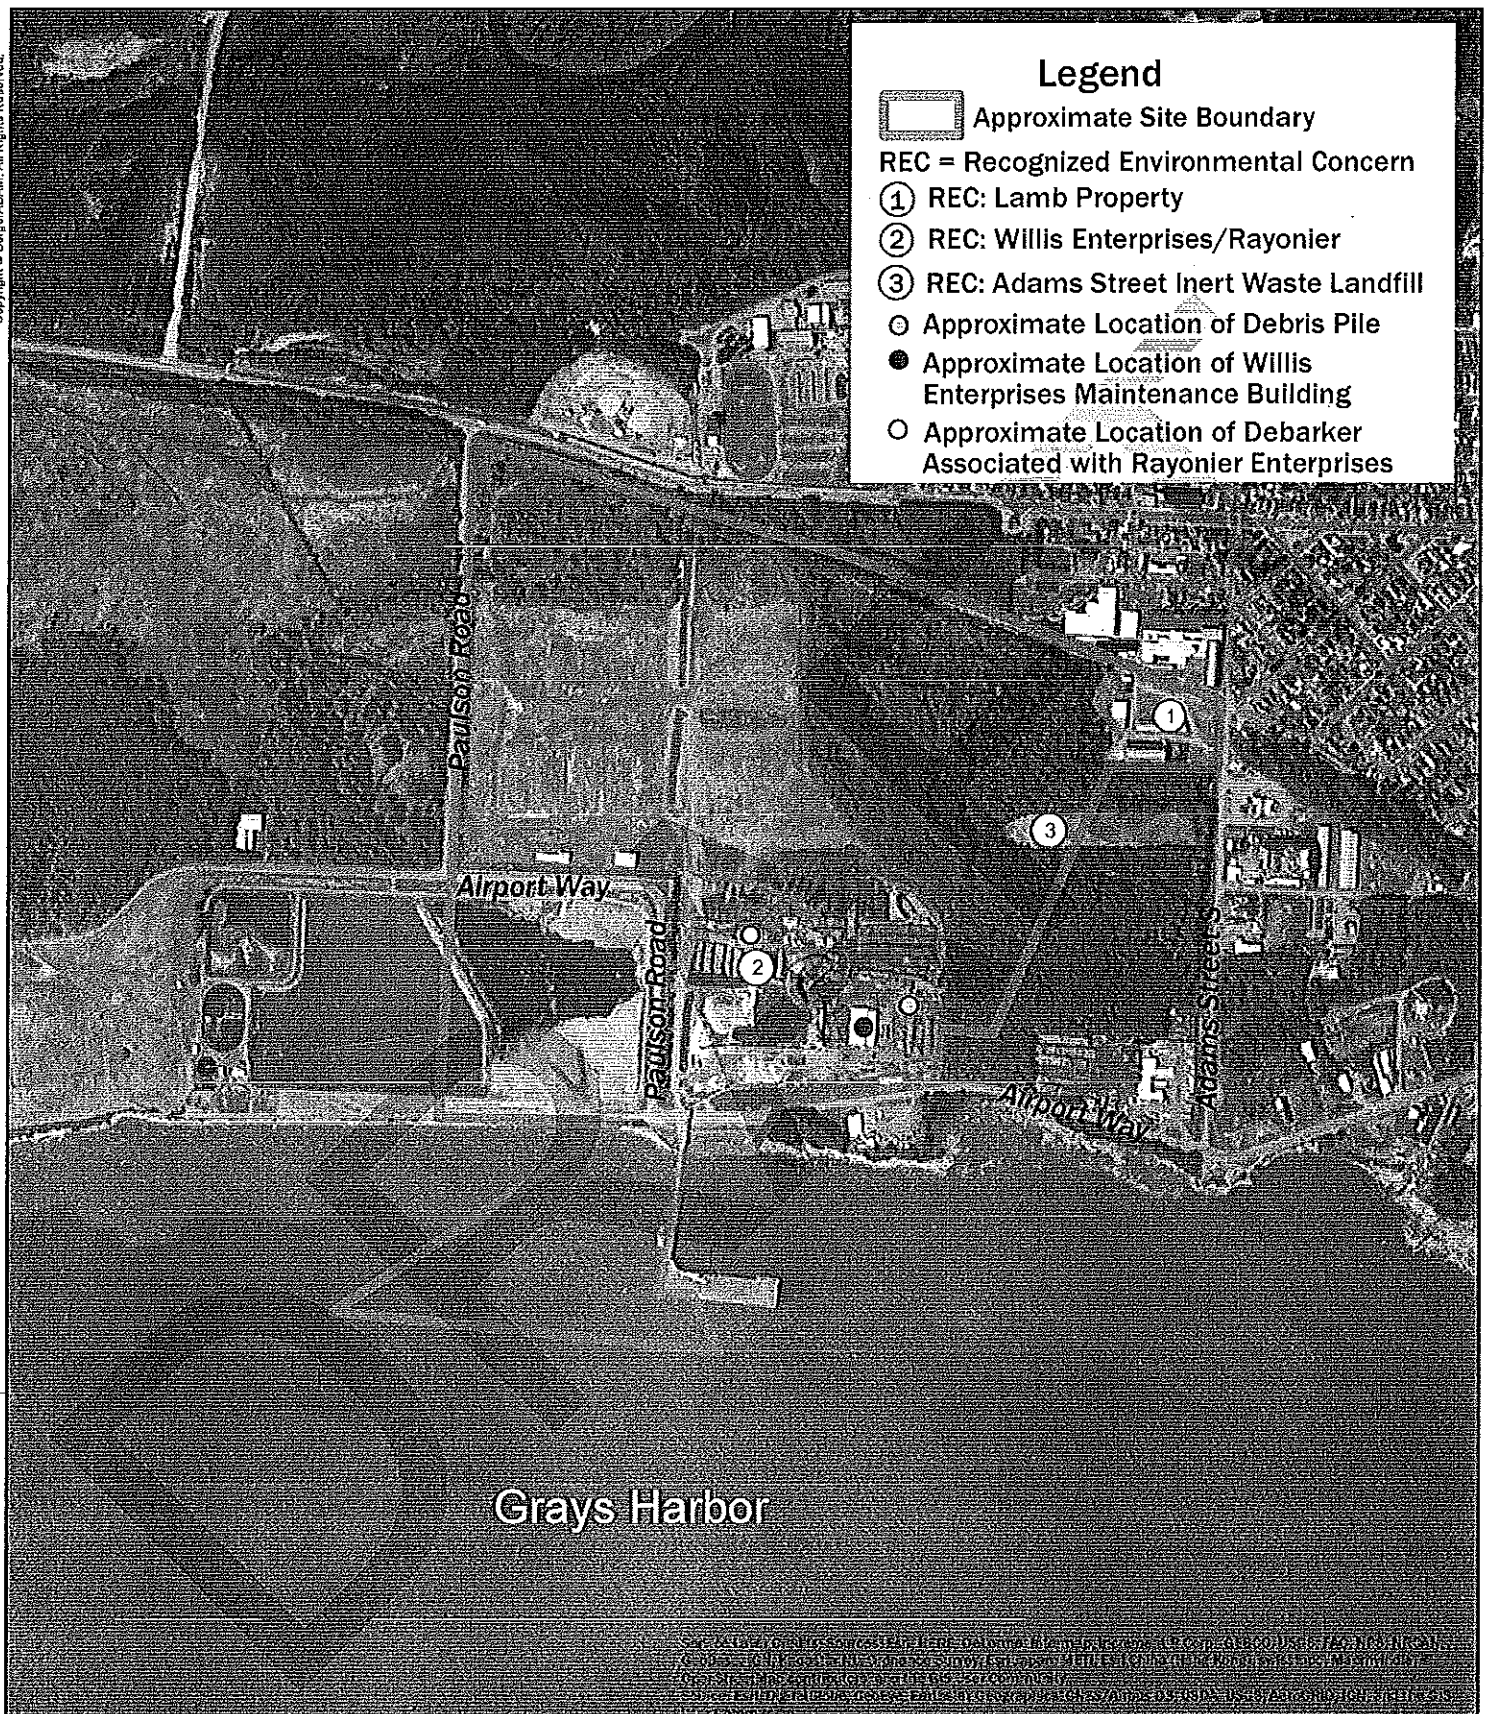 Legend
Approximate Site Boundary
REC = Recognized Environmental Concern
1 REC: Lamb Property
2 REC: Willis Enterprises/Rayonier
3 REC: Adams Street Inert Waste Landfill
Approximate Location of Debris Pile
Approximate Location of Willis
Enterprises Maintenance Building
Approximate Location of Debarker
Associated with Rayonier Enterprises
Paulson Road
1
3
Airport Way
Paulson Road
2
Adams Street S
Airport Way
Grays Harbor